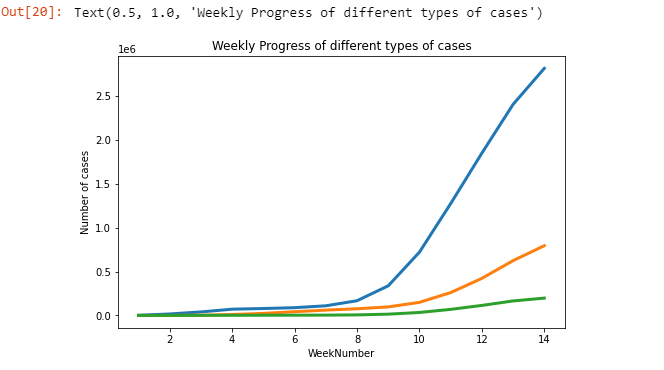 Out[20]: Text(0.5, 1.0, 'Weekly Progress of different types of cases')
Weekly Progress of different types of cases
1e6
2.5
2.0
1.5
1.0
0.5
0.0
Number of cases
2 4 6 8 10 12 14
WeekNumber